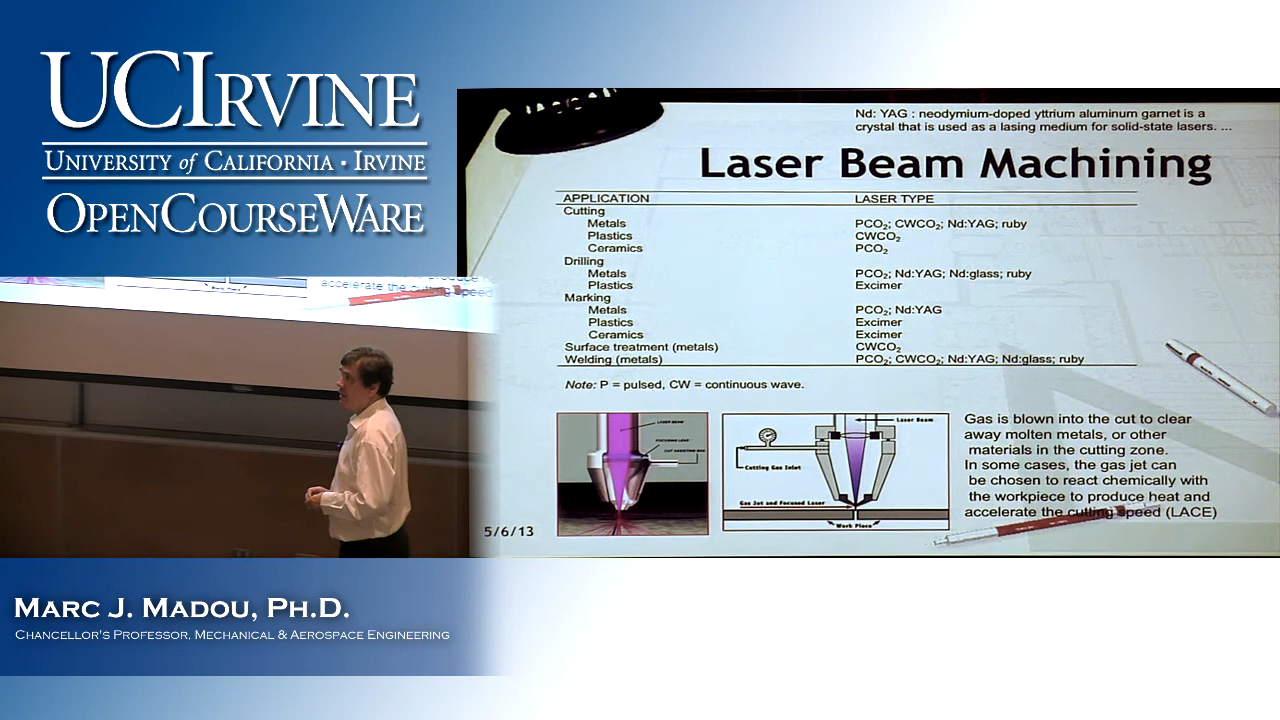 UCIRVINE
UNIVERSITY of CALIFORNIA · IRVINE
OPENCOURSEWARE
accelerate the cutting speed
Nd: YAG : neodymium-doped yttrium aluminum garnet is a
crystal that is used as a lasing medium for solid-state lasers. ...
Laser Beam Machining
APPLICATION LASER TYPE
Cutting
Metals PCO₂; CWCO₂; Nd:YAG; ruby
Plastics CWCO₂
Ceramics PCO₂
Drilling
Metals PCO₂; Nd:YAG; Nd:glass; ruby
Plastics Excimer
Marking
Metals PCO₂; Nd:YAG
Plastics Excimer
Ceramics Excimer
Surface treatment (metals) CWCO₂
Welding (metals) PCO₂; CWCO₂; Nd:YAG; Nd:glass; ruby
Note: P = pulsed, CW = continuous wave.
LASER BEAM
FOCUSING LENS
CUT ASSISTING GAS
Laser Beam
Cutting Gas Inlet
Gas Jet and Focused Laser
Work Piece
Gas is blown into the cut to clear
away molten metals, or other
materials in the cutting zone.
In some cases, the gas jet can
be chosen to react chemically with
the workpiece to produce heat and
accelerate the cutting speed (LACE)
5/6/13
MARC J. MADOU, PH.D.
CHANCELLOR'S PROFESSOR, MECHANICAL & AEROSPACE ENGINEERING